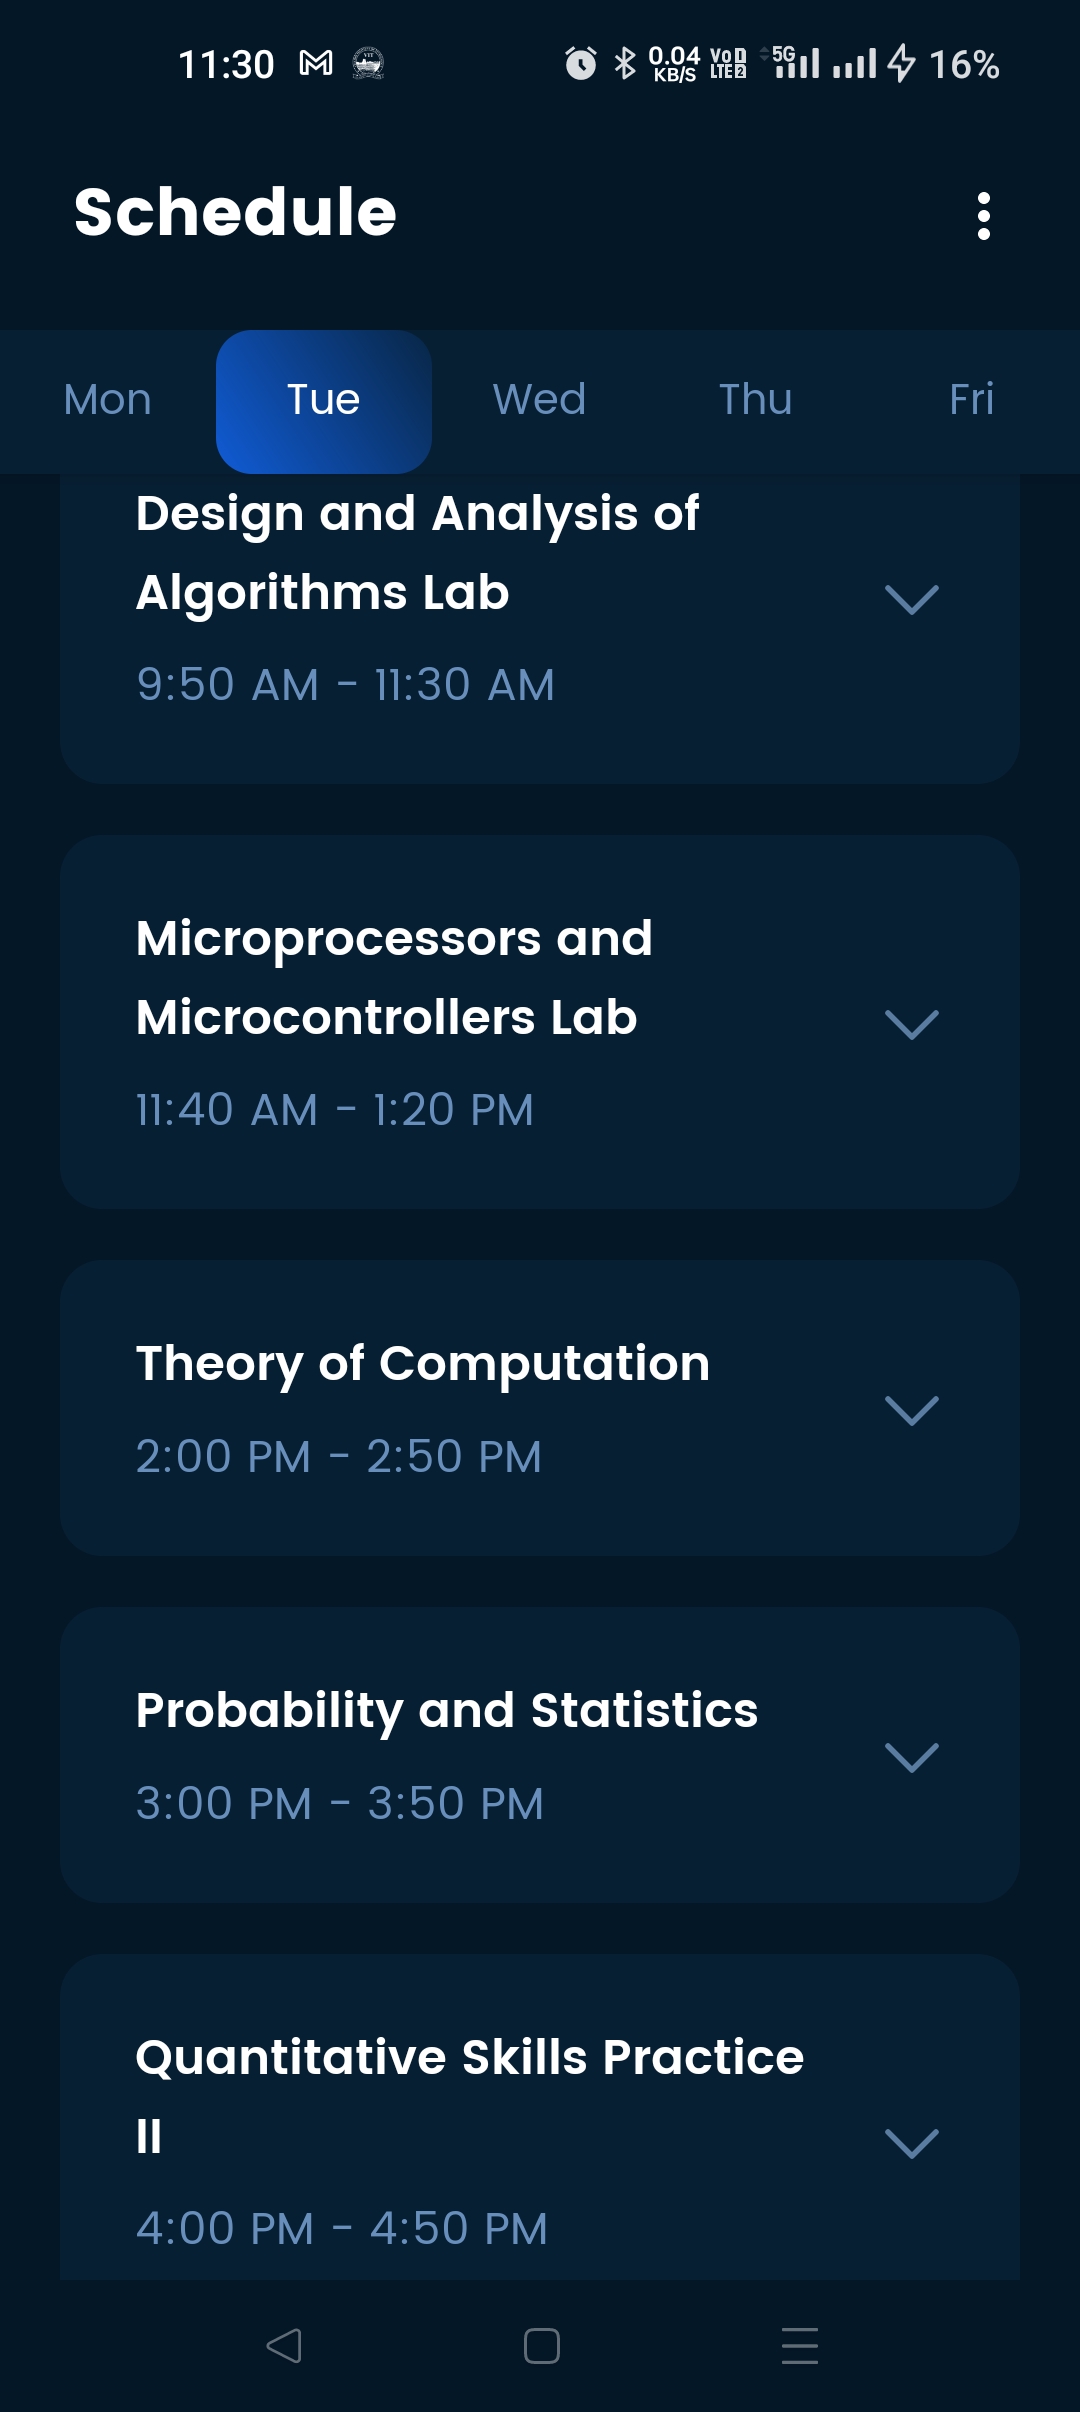 11:30 0.04 KB/S VoD LTE2 5G 16%
Schedule
Mon Tue Wed Thu Fri
Design and Analysis of
Algorithms Lab
9:50 AM - 11:30 AM
Microprocessors and
Microcontrollers Lab
11:40 AM - 1:20 PM
Theory of Computation
2:00 PM - 2:50 PM
Probability and Statistics
3:00 PM - 3:50 PM
Quantitative Skills Practice
II
4:00 PM - 4:50 PM